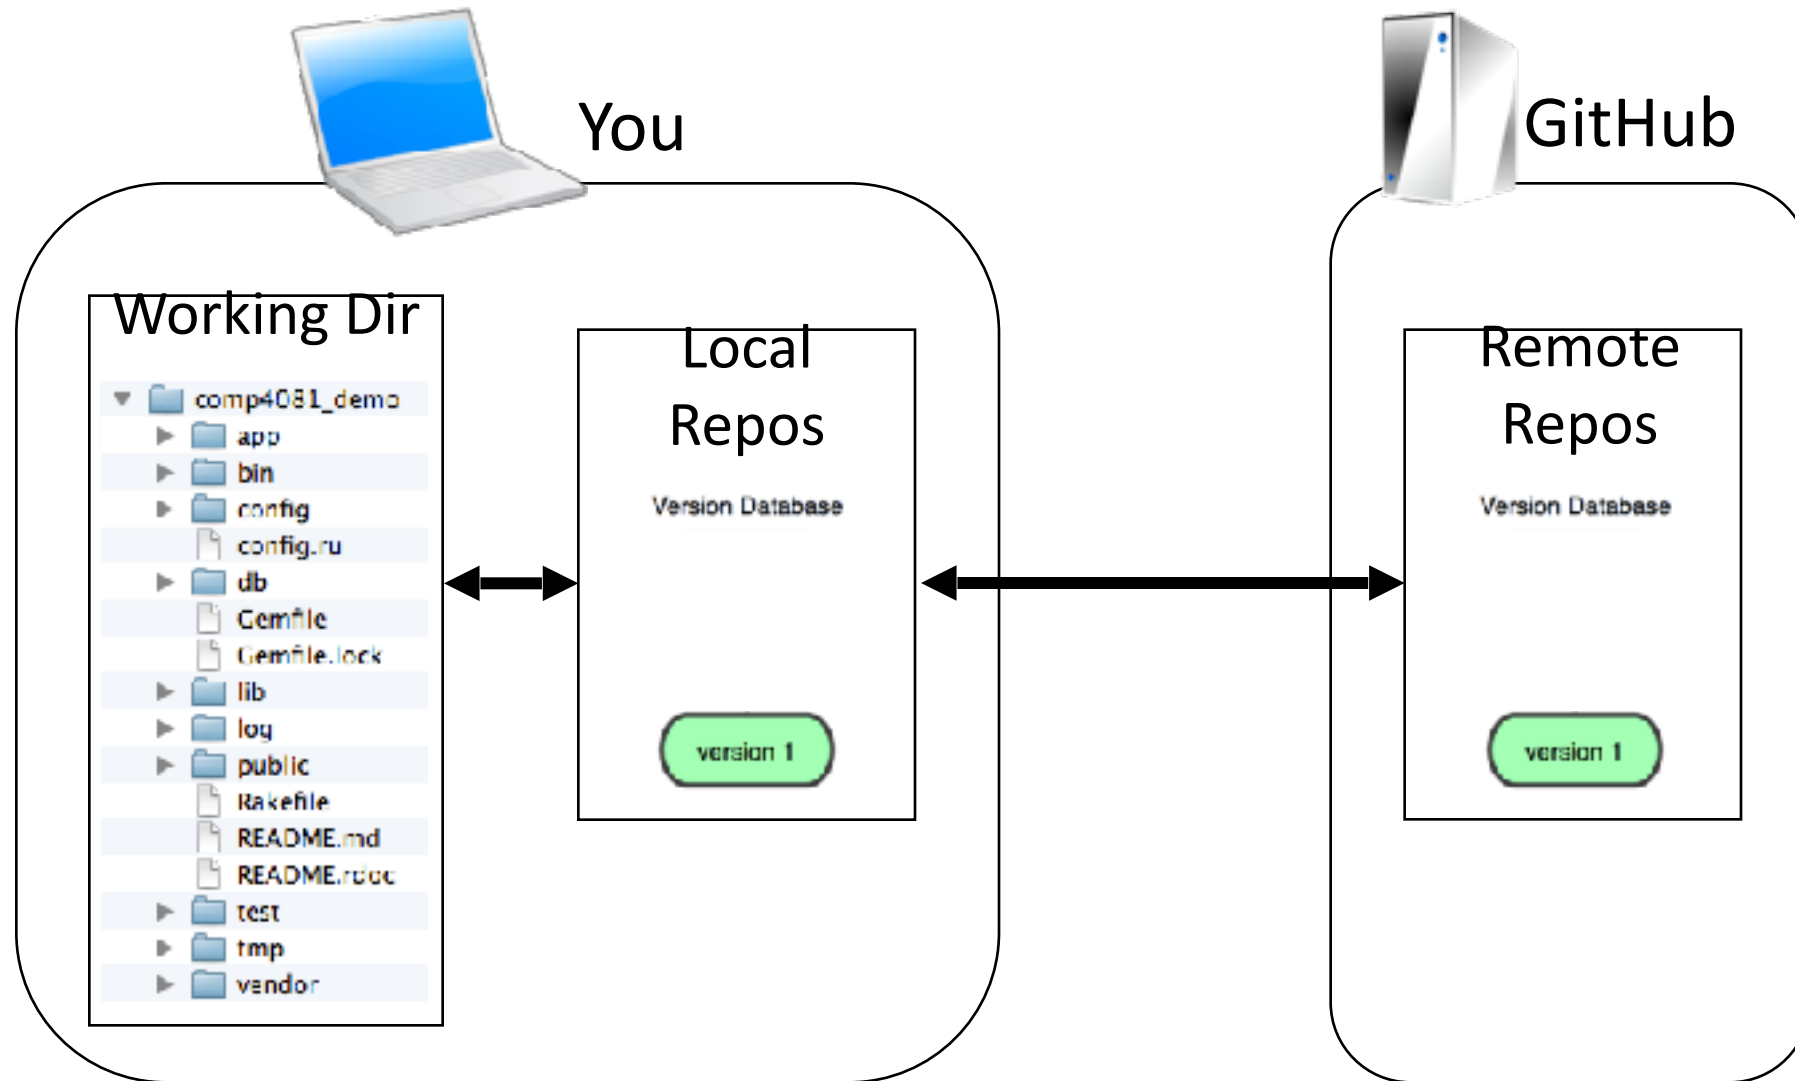 You
GitHub
Working Dir
comp4081_demo
app
bin
config
config.ru
db
Gemfile
Gemfile.lock
lib
log
public
Rakefile
README.md
README.rdoc
test
tmp
vendor
Local
Repos
Version Database
version 1
Remote
Repos
Version Database
version 1